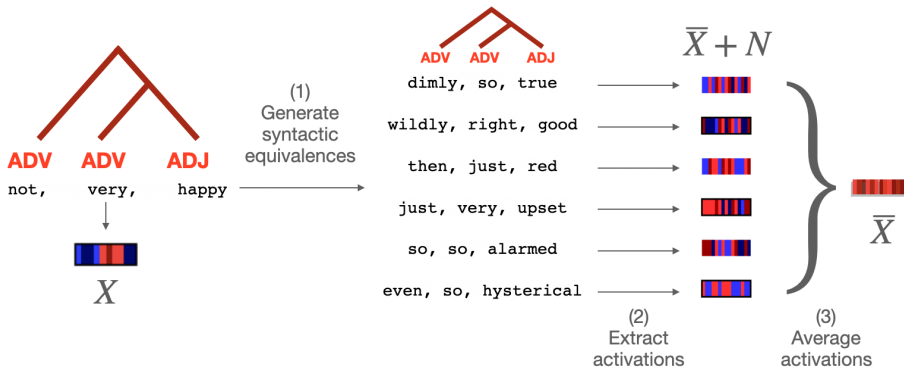 ADV ADV ADJ
not, very, happy
X
(1)
Generate
syntactic
equivalences
ADV ADV ADJ
dimly, so, true
wildly, right, good
then, just, red
just, very, upset
so, so, alarmed
even, so, hysterical
(2)
Extract
activations
X̅ + N
(3)
Average
activations
X̅